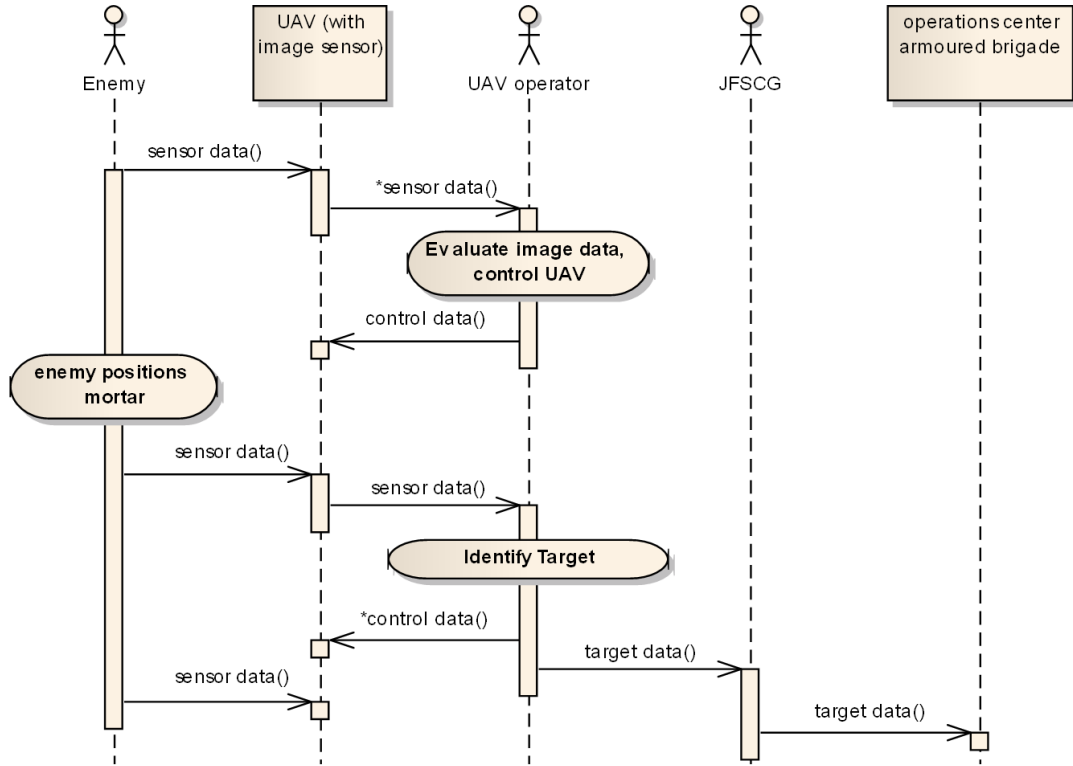 UAV (with
image sensor)
operations center
armoured brigade
Enemy
UAV operator
JFSCG
sensor data()
*sensor data()
Evaluate image data,
control UAV
control data()
enemy positions
mortar
sensor data()
sensor data()
Identify Target
*control data()
target data()
sensor data()
target data()